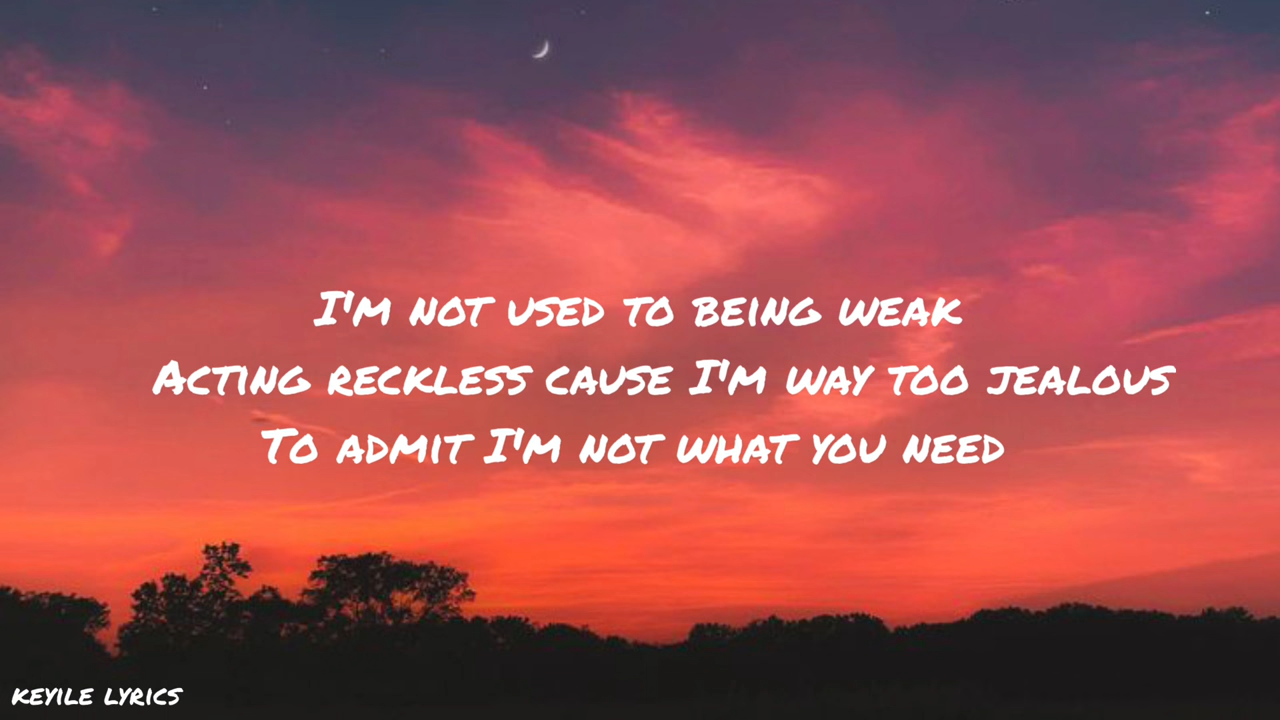 I'm not used to being weak
Acting reckless cause I'm way too jealous
To admit I'm not what you need
keyile lyrics